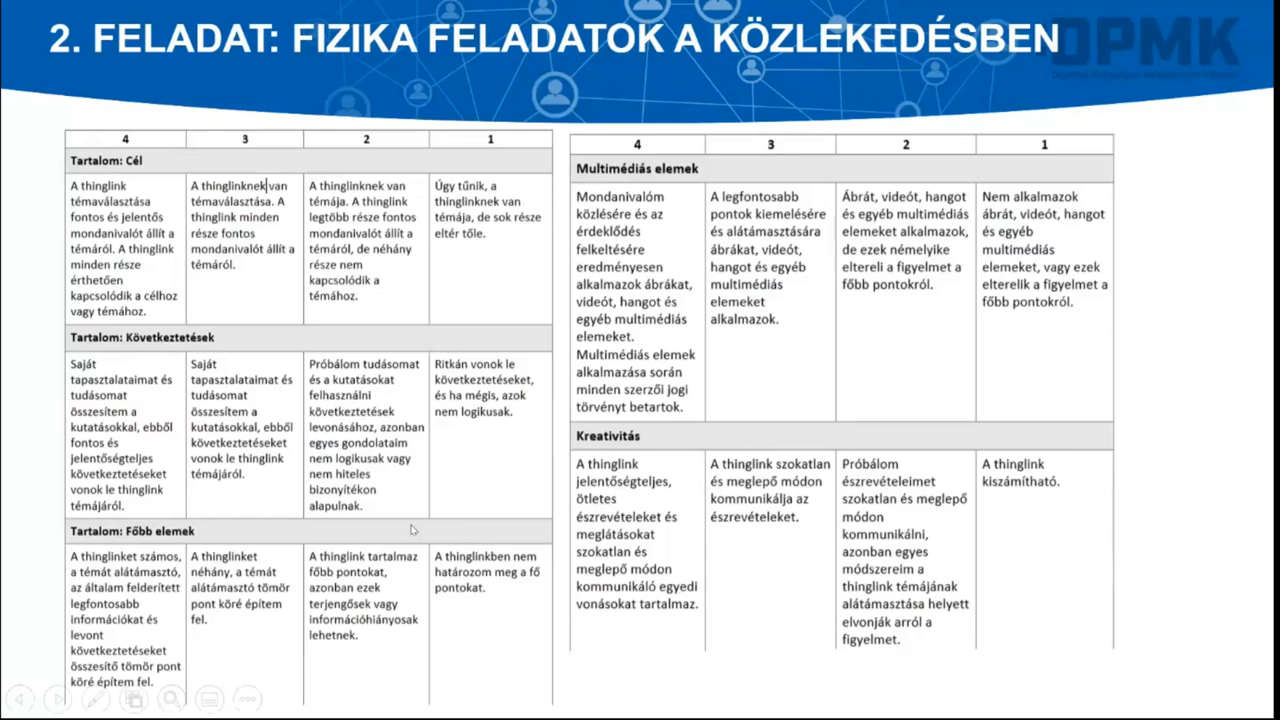 2. FELADAT: FIZIKA FELADATOK A KÖZLEKEDÉSBEN
DPMK
4 3 2 1
Tartalom: Cél
A thinglink
témaválasztása
fontos és jelentős
mondanivalót állít a
témáról. A thinglink
minden része
érthetően
kapcsolódik a célhoz
vagy témához.
A thinglinknek van
témaválasztása. A
thinglink minden
része fontos
mondanivalót állít a
témáról.
A thinglinknek van
témája. A thinglink
legtöbb része fontos
mondanivalót állít a
témáról, de néhány
része nem
kapcsolódik a
témához.
Úgy tűnik, a
thinglinknek van
témája, de sok része
eltér tőle.
Tartalom: Következtetések
Saját
tapasztalataimat és
tudásomat
összesítem a
kutatásokkal, ebből
fontos és
jelentőségteljes
következtetéseket
vonok le thinglink
témájáról.
Saját
tapasztalataimat és
tudásomat
összesítem a
kutatásokkal, ebből
következtetéseket
vonok le thinglink
témájáról.
Próbálom tudásomat
és a kutatásokat
felhasználni
következtetések
levonásához, azonban
egyes gondolataim
nem logikusak vagy
nem hiteles
bizonyítékon
alapulnak.
Ritkán vonok le
következtetéseket,
és ha mégis, azok
nem logikusak.
Tartalom: Főbb elemek
A thinglinket számos,
a témát alátámasztó,
az általam felderített
legfontosabb
információkat és
levont
következtetéseket
összesítő tömör pont
köré építem fel.
A thinglinket
néhány, a témát
alátámasztó tömör
pont köré építem
fel.
A thinglink tartalmaz
főbb pontokat,
azonban ezek
terjengősek vagy
információhiányosak
lehetnek.
A thinglinkben nem
határozom meg a fő
pontokat.
4 3 2 1
Multimédiás elemek
Mondanivalóm
közlésére és az
érdeklődés
felkeltésére
eredményesen
alkalmazok ábrákat,
videót, hangot és
egyéb multimédiás
elemeket.
Multimédiás elemek
alkalmazása során
minden szerzői jogi
törvényt betartok.
A legfontosabb
pontok kiemelésére
és alátámasztására
ábrákat, videót,
hangot és egyéb
multimédiás
elemeket
alkalmazok.
Ábrát, videót, hangot
és egyéb multimédiás
elemeket alkalmazok,
de ezek némelyike
eltereli a figyelmet a
főbb pontokról.
Nem alkalmazok
ábrát, videót, hangot
és egyéb
multimédiás
elemeket, vagy ezek
elterelik a figyelmet a
főbb pontokról.
Kreativitás
A thinglink
jelentőségteljes,
ötletes
észrevételeket és
meglátásokat
szokatlan és
meglepő módon
kommunikáló egyedi
vonásokat tartalmaz.
A thinglink szokatlan
és meglepő módon
kommunikálja az
észrevételeket.
Próbálom
észrevételeimet
szokatlan és meglepő
módon
kommunikálni,
azonban egyes
módszereim a
thinglink témájának
alátámasztása helyett
elvonják arról a
figyelmet.
A thinglink
kiszámítható.